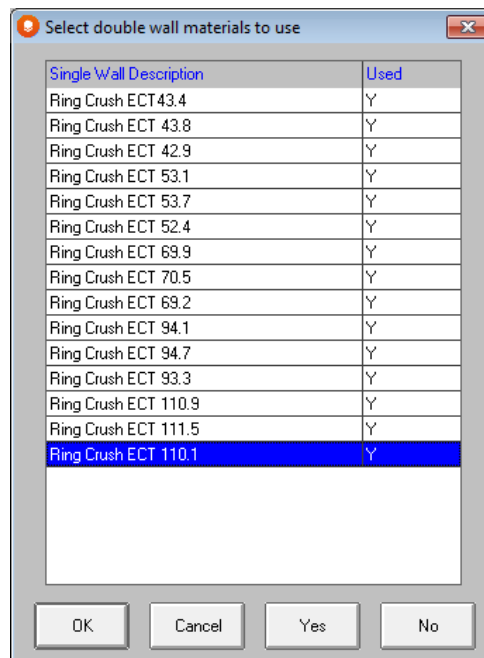 Select double wall materials to use
Single Wall Description Used
Ring Crush ECT43.4 Y
Ring Crush ECT 43.8 Y
Ring Crush ECT 42.9 Y
Ring Crush ECT 53.1 Y
Ring Crush ECT 53.7 Y
Ring Crush ECT 52.4 Y
Ring Crush ECT 69.9 Y
Ring Crush ECT 70.5 Y
Ring Crush ECT 69.2 Y
Ring Crush ECT 94.1 Y
Ring Crush ECT 94.7 Y
Ring Crush ECT 93.3 Y
Ring Crush ECT 110.9 Y
Ring Crush ECT 111.5 Y
Ring Crush ECT 110.1 Y
OK Cancel Yes No